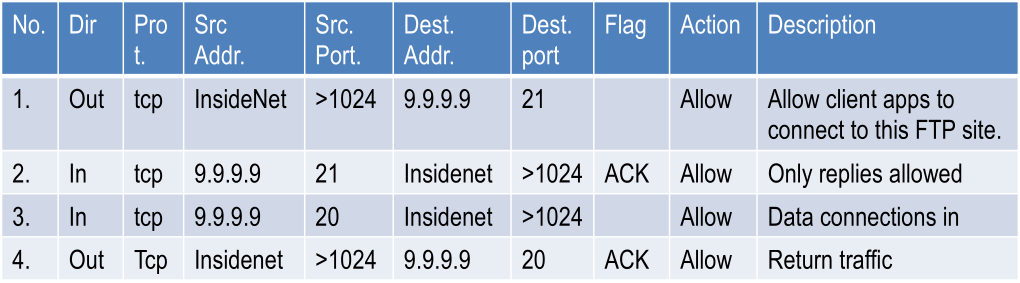 No. Dir Pro Src Src. Dest. Dest. Flag Action Description
t. Addr. Port. Addr. port
1. Out tcp InsideNet >1024 9.9.9.9 21 Allow Allow client apps to
connect to this FTP site.
2. In tcp 9.9.9.9 21 Insidenet >1024 ACK Allow Only replies allowed
3. In tcp 9.9.9.9 20 Insidenet >1024 Allow Data connections in
4. Out Tcp Insidenet >1024 9.9.9.9 20 ACK Allow Return traffic